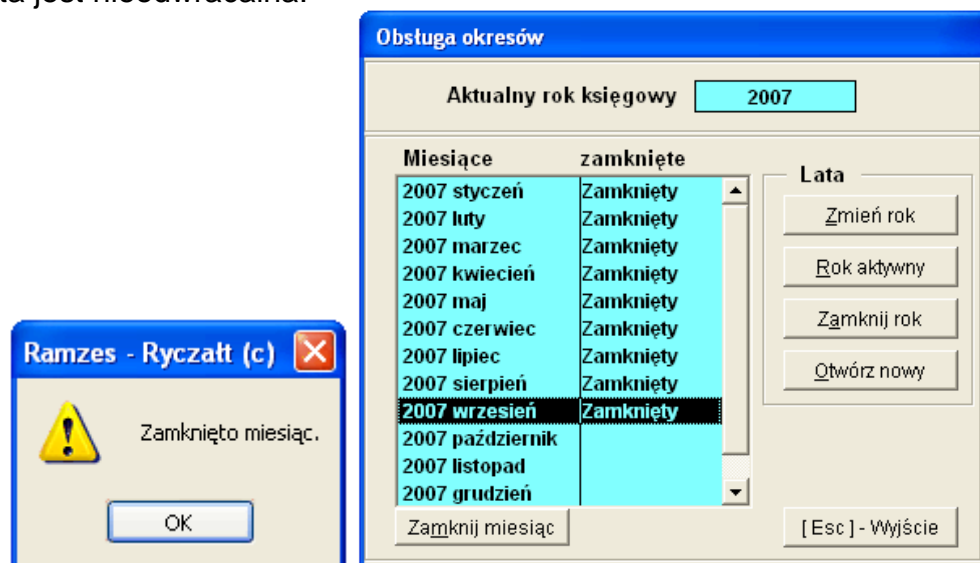 ta jest nieodwracalna.
Obsługa okresów
Aktualny rok księgowy 2007
Miesiące zamknięte
2007 styczeń Zamknięty
2007 luty Zamknięty
2007 marzec Zamknięty
2007 kwiecień Zamknięty
2007 maj Zamknięty
2007 czerwiec Zamknięty
2007 lipiec Zamknięty
2007 sierpień Zamknięty
2007 wrzesień Zamknięty
2007 październik
2007 listopad
2007 grudzień
Zamknij miesiąc
Lata
Zmień rok
Rok aktywny
Zamknij rok
Otwórz nowy
[ Esc ] - Wyjście
Ramzes - Ryczałt (c)
Zamknięto miesiąc.
OK